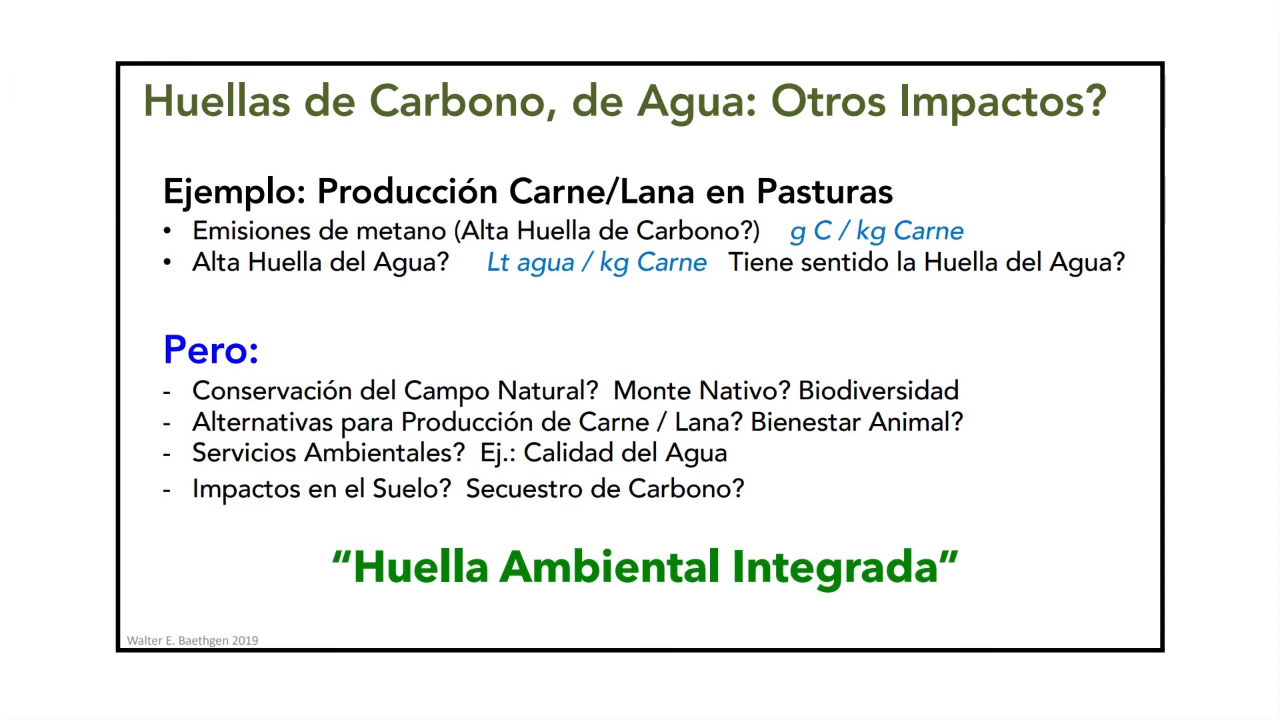 Huellas de Carbono, de Agua: Otros Impactos?
Ejemplo: Producción Carne/Lana en Pasturas
• Emisiones de metano (Alta Huella de Carbono?) g C / kg Carne
• Alta Huella del Agua? Lt agua / kg Carne Tiene sentido la Huella del Agua?
Pero:
- Conservación del Campo Natural? Monte Nativo? Biodiversidad
- Alternativas para Producción de Carne / Lana? Bienestar Animal?
- Servicios Ambientales? Ej.: Calidad del Agua
- Impactos en el Suelo? Secuestro de Carbono?
“Huella Ambiental Integrada”
Walter E. Baethgen 2019